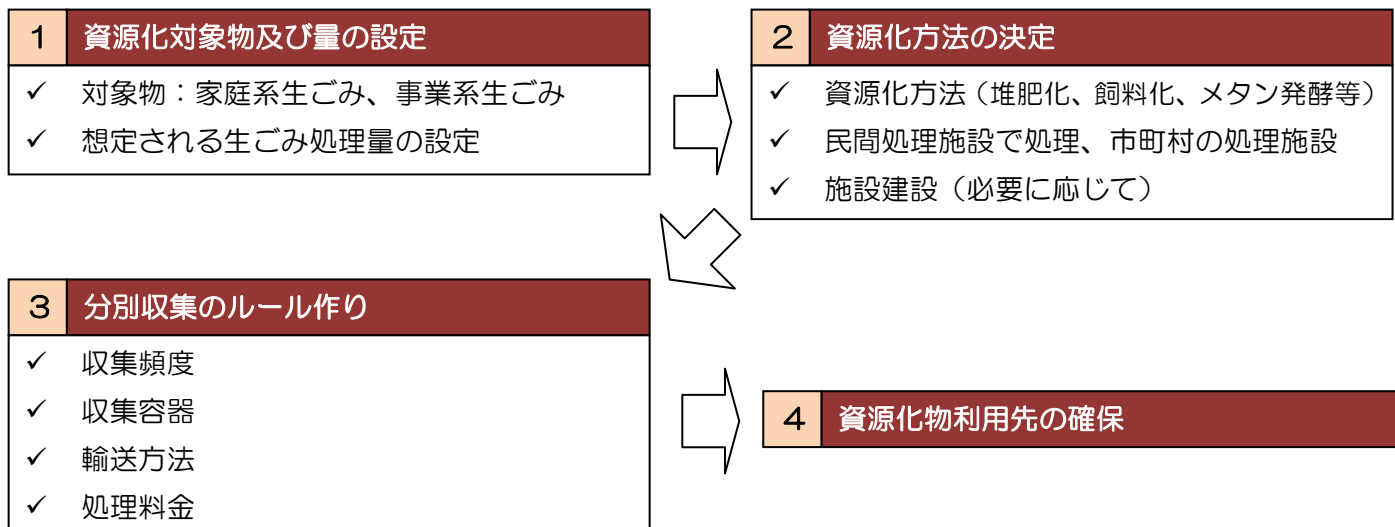 1 資源化対象物及び量の設定
✓ 対象物：家庭系生ごみ、事業系生ごみ
✓ 想定される生ごみ処理量の設定
2 資源化方法の決定
✓ 資源化方法（堆肥化、飼料化、メタン発酵等）
✓ 民間処理施設で処理、市町村の処理施設
✓ 施設建設（必要に応じて）
3 分別収集のルール作り
✓ 収集頻度
✓ 収集容器
✓ 輸送方法
✓ 処理料金
4 資源化物利用先の確保